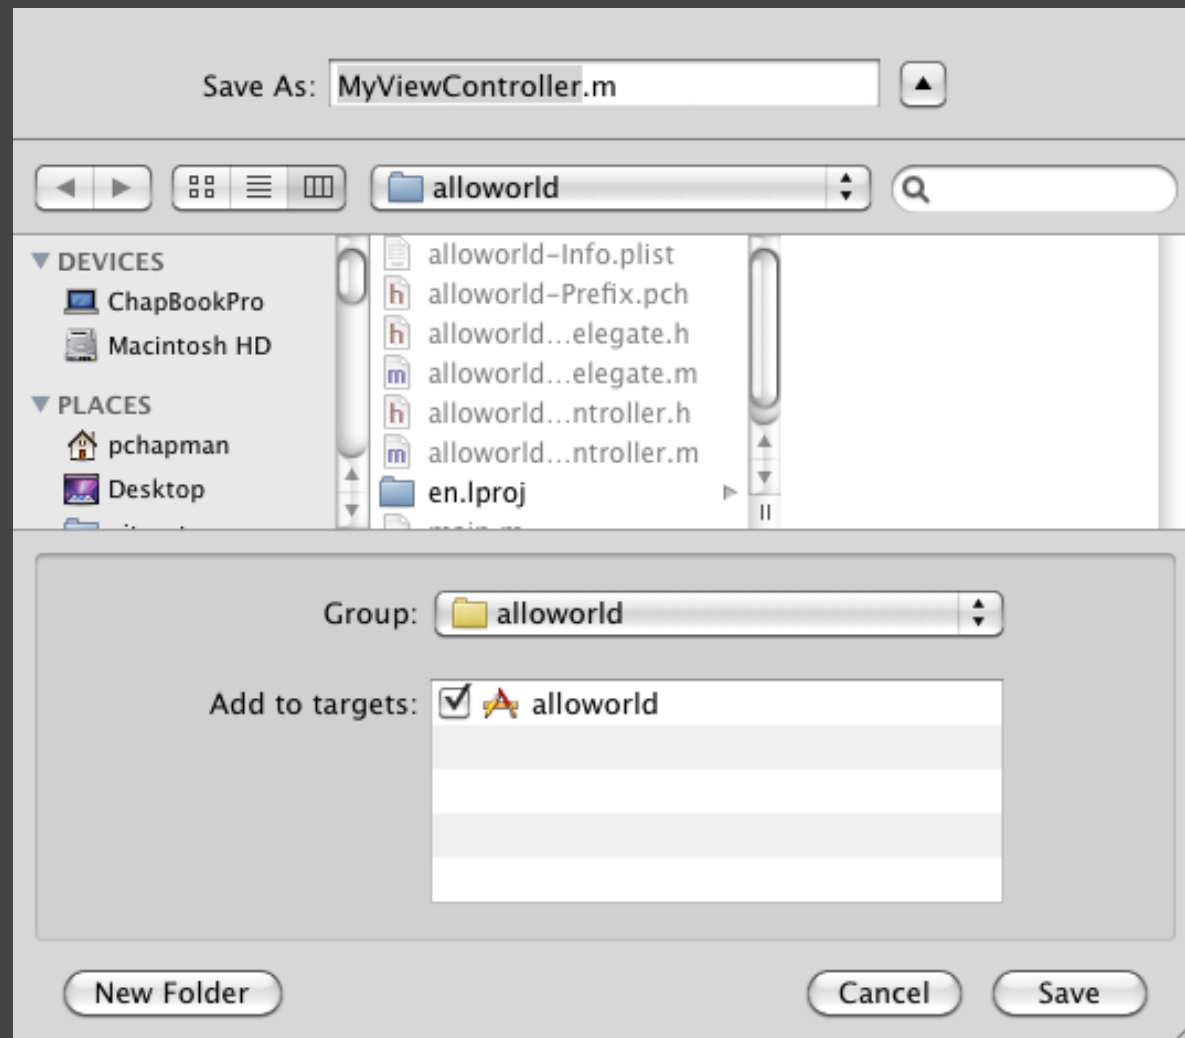 Save As: MyViewController.m
alloworld
DEVICES
ChapBookPro
Macintosh HD
PLACES
pchapman
Desktop
alloworld-Info.plist
h alloworld-Prefix.pch
h alloworld...elegate.h
m alloworld...elegate.m
h alloworld...ntroller.h
m alloworld...ntroller.m
en.lproj
main.m
Group: alloworld
Add to targets: alloworld
New Folder Cancel Save